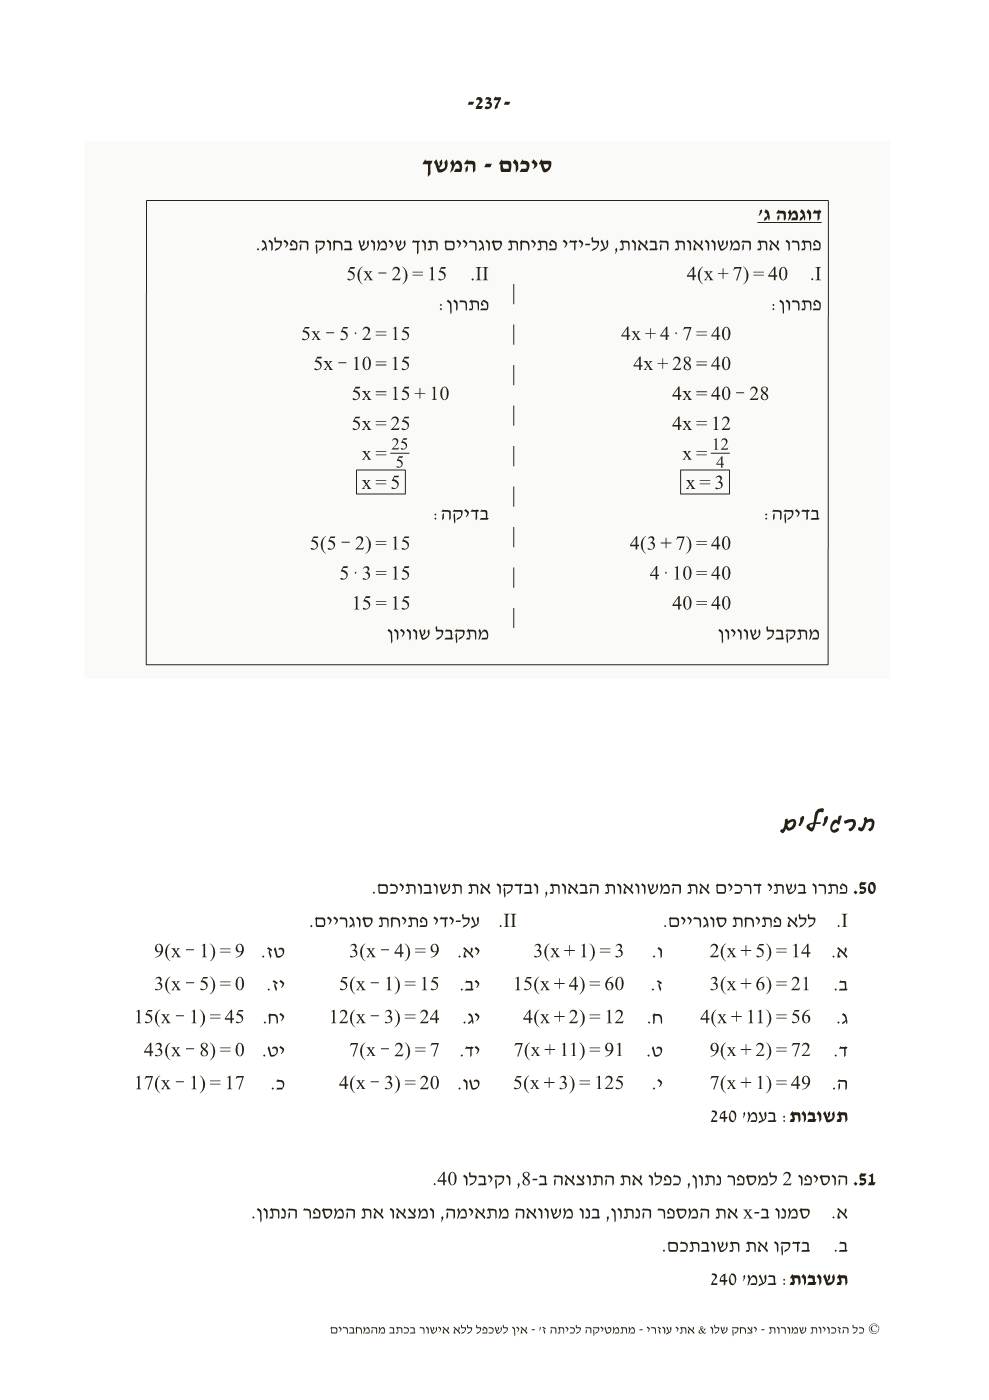 -237-
סיכום - המשך
דוגמה ג'
פתרו את המשוואות הבאות, על-ידי פתיחת סוגריים תוך שימוש בחוק הפילוג.
I. 4(x + 7) = 40 II. 5(x − 2) = 15
פתרון : פתרון :
4x + 4 · 7 = 40 5x − 5 · 2 = 15
4x + 28 = 40 5x − 10 = 15
4x = 40 − 28 5x = 15 + 10
4x = 12 5x = 25
x = 12/4 x = 25/5
x = 3 x = 5
בדיקה : בדיקה :
4(3 + 7) = 40 5(5 − 2) = 15
4 · 10 = 40 5 · 3 = 15
40 = 40 15 = 15
מתקבל שוויון מתקבל שוויון
תרגילים
50. פתרו בשתי דרכים את המשוואות הבאות, ובדקו את תשובותיכם.
I. ללא פתיחת סוגריים. II. על-ידי פתיחת סוגריים.
א. 2(x + 5) = 14 ו. 3(x + 1) = 3 יא. 3(x − 4) = 9 טז. 9(x − 1) = 9
ב. 3(x + 6) = 21 ז. 15(x + 4) = 60 יב. 5(x − 1) = 15 יז. 3(x − 5) = 0
ג. 4(x + 11) = 56 ח. 4(x + 2) = 12 יג. 12(x − 3) = 24 יח. 15(x − 1) = 45
ד. 9(x + 2) = 72 ט. 7(x + 11) = 91 יד. 7(x − 2) = 7 יט. 43(x − 8) = 0
ה. 7(x + 1) = 49 י. 5(x + 3) = 125 טו. 4(x − 3) = 20 כ. 17(x − 1) = 17
תשובות : בעמ' 240
51. הוסיפו 2 למספר נתון, כפלו את התוצאה ב-8, וקיבלו 40.
א. סמנו ב-x את המספר הנתון, בנו משוואה מתאימה, ומצאו את המספר הנתון.
ב. בדקו את תשובתכם.
תשובות : בעמ' 240
© כל הזכויות שמורות - יצחק שלו & אתי עוזרי - מתמטיקה לכיתה ז' - אין לשכפל ללא אישור בכתב מהמחברים